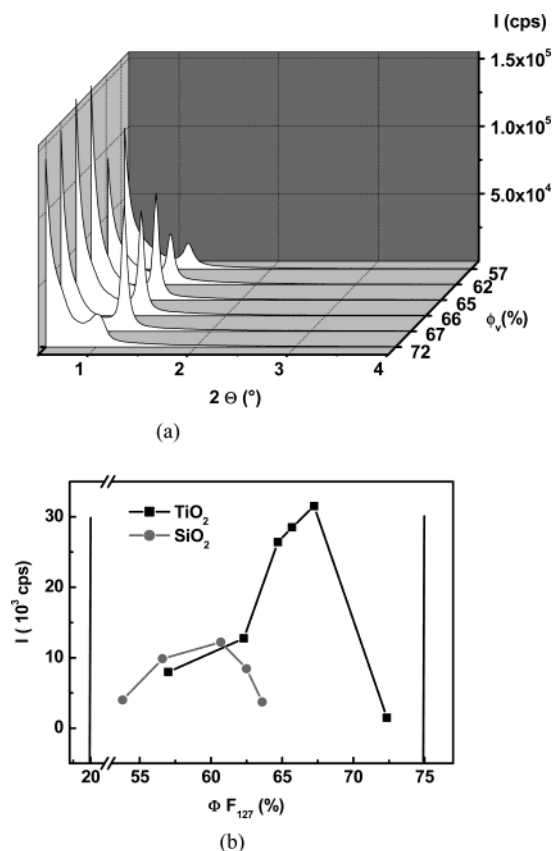 I (cps)
1.5x10⁵
1.0x10⁵
5.0x10⁴
57
62
65
66
67
72
ϕᵥ(%)
1 2 3 4
2 Θ (°)
(a)
TiO₂
SiO₂
30
20
10
0
I ( 10³ cps)
20 55 60 65 70 75
Φ F₁₂₇ (%)
(b)